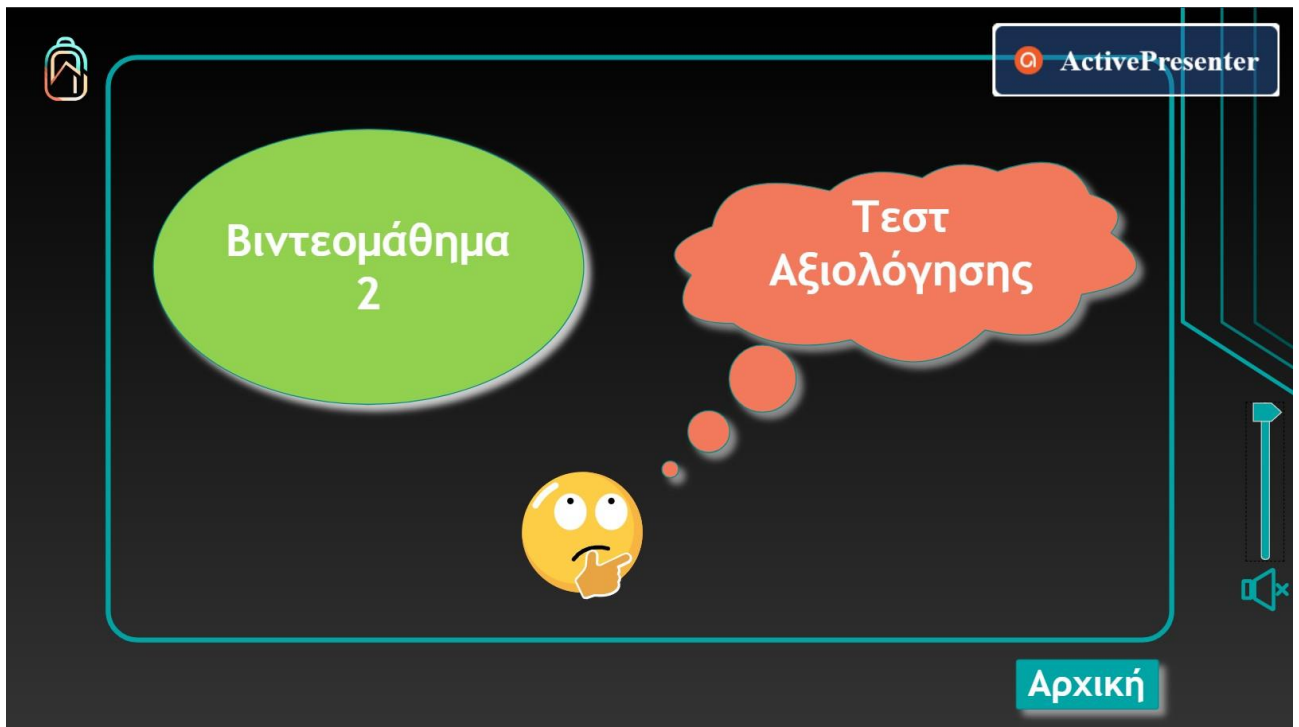 ActivePresenter
Βιντεομάθημα
2
Τεστ
Αξιολόγησης
Αρχική